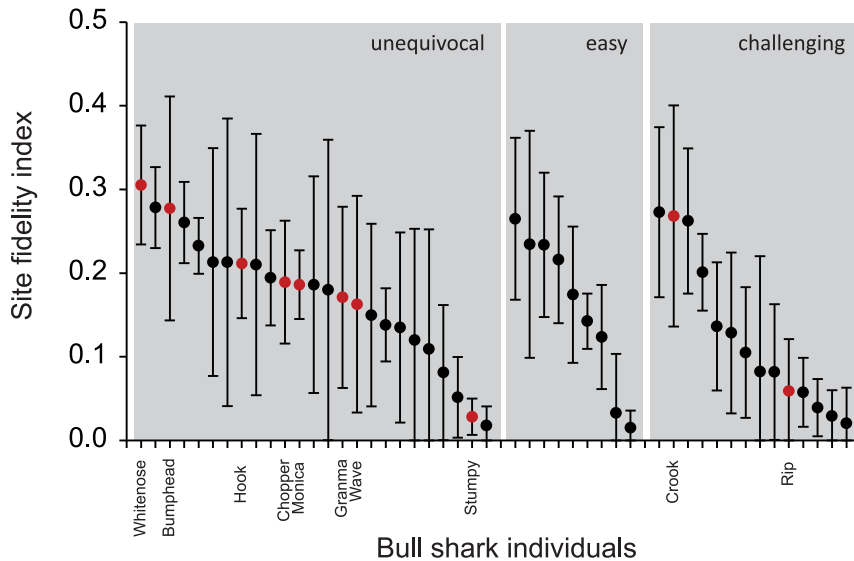 unequivocal
easy
challenging
0.5
0.4
0.3
0.2
0.1
0.0
Site fidelity index
Whitenose
Bumphead
Hook
Chopper
Monica
Granma
Wave
Stumpy
Crook
Rip
Bull shark individuals